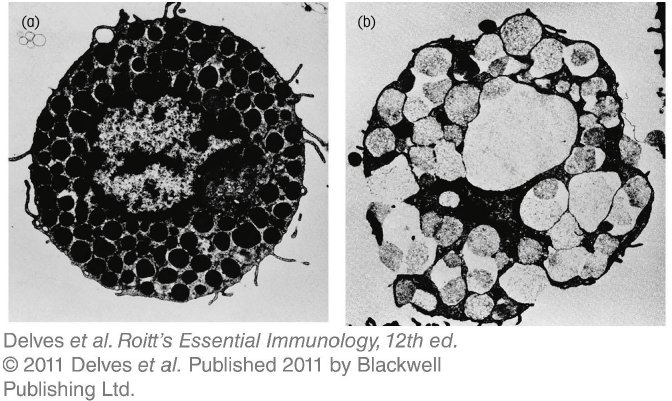 (a)
(b)
Delves et al. Roitt's Essential Immunology, 12th ed.
© 2011 Delves et al. Published 2011 by Blackwell
Publishing Ltd.